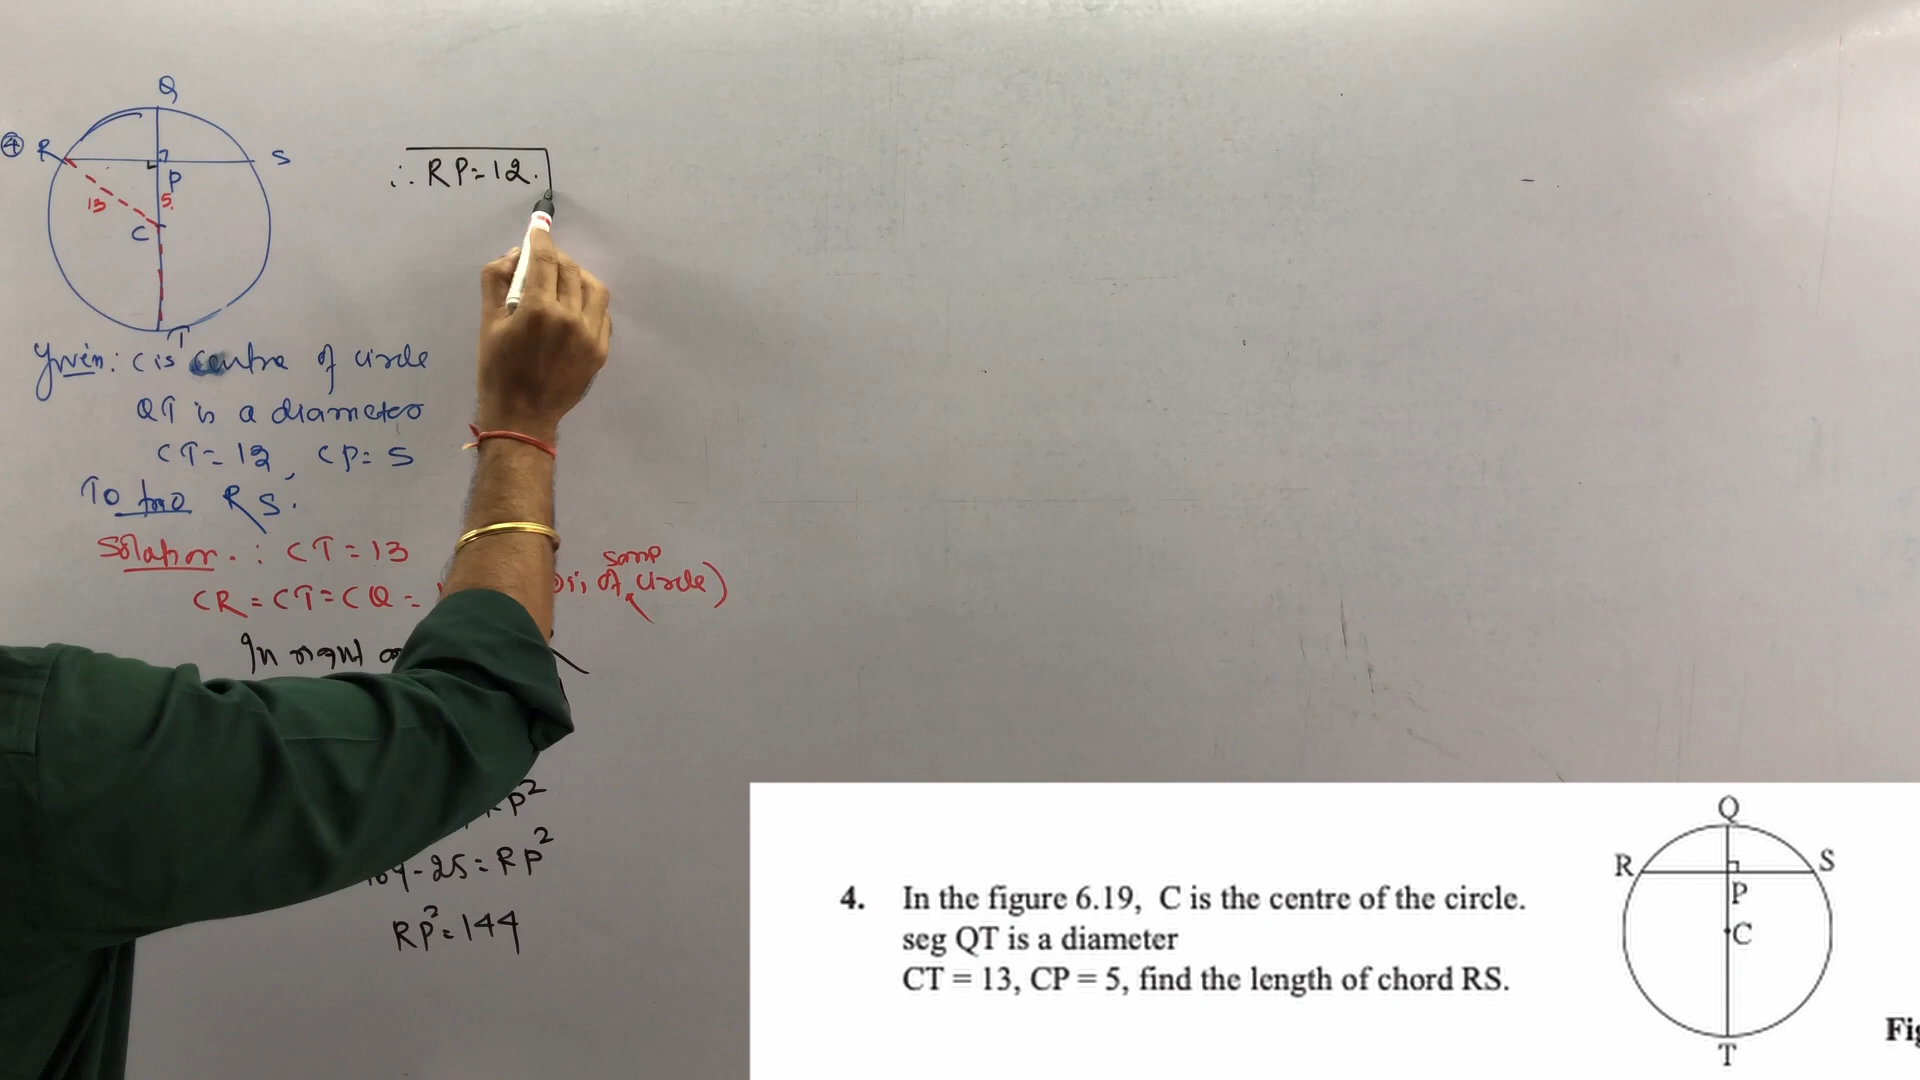 Q
④ R S
P
13 5.
C
T
Given: C is centre of circle
QT is a diameter
CT = 13, CP = 5
To find RS.
Solution.: CT = 13
CR = CT = CQ = same
of circle)
In right
RP²
169 - 25 = RP²
RP² = 144
∴ RP = 12.
4. In the figure 6.19, C is the centre of the circle.
seg QT is a diameter
CT = 13, CP = 5, find the length of chord RS.
Q
R S
P
C
T